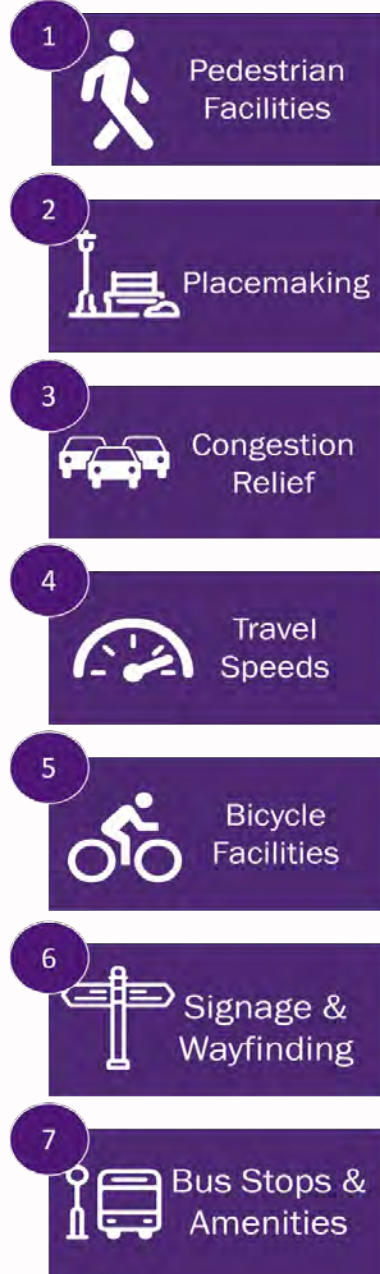 1
Pedestrian
Facilities
2
Placemaking
3
Congestion
Relief
4
Travel
Speeds
5
Bicycle
Facilities
6
Signage &
Wayfinding
7
Bus Stops &
Amenities